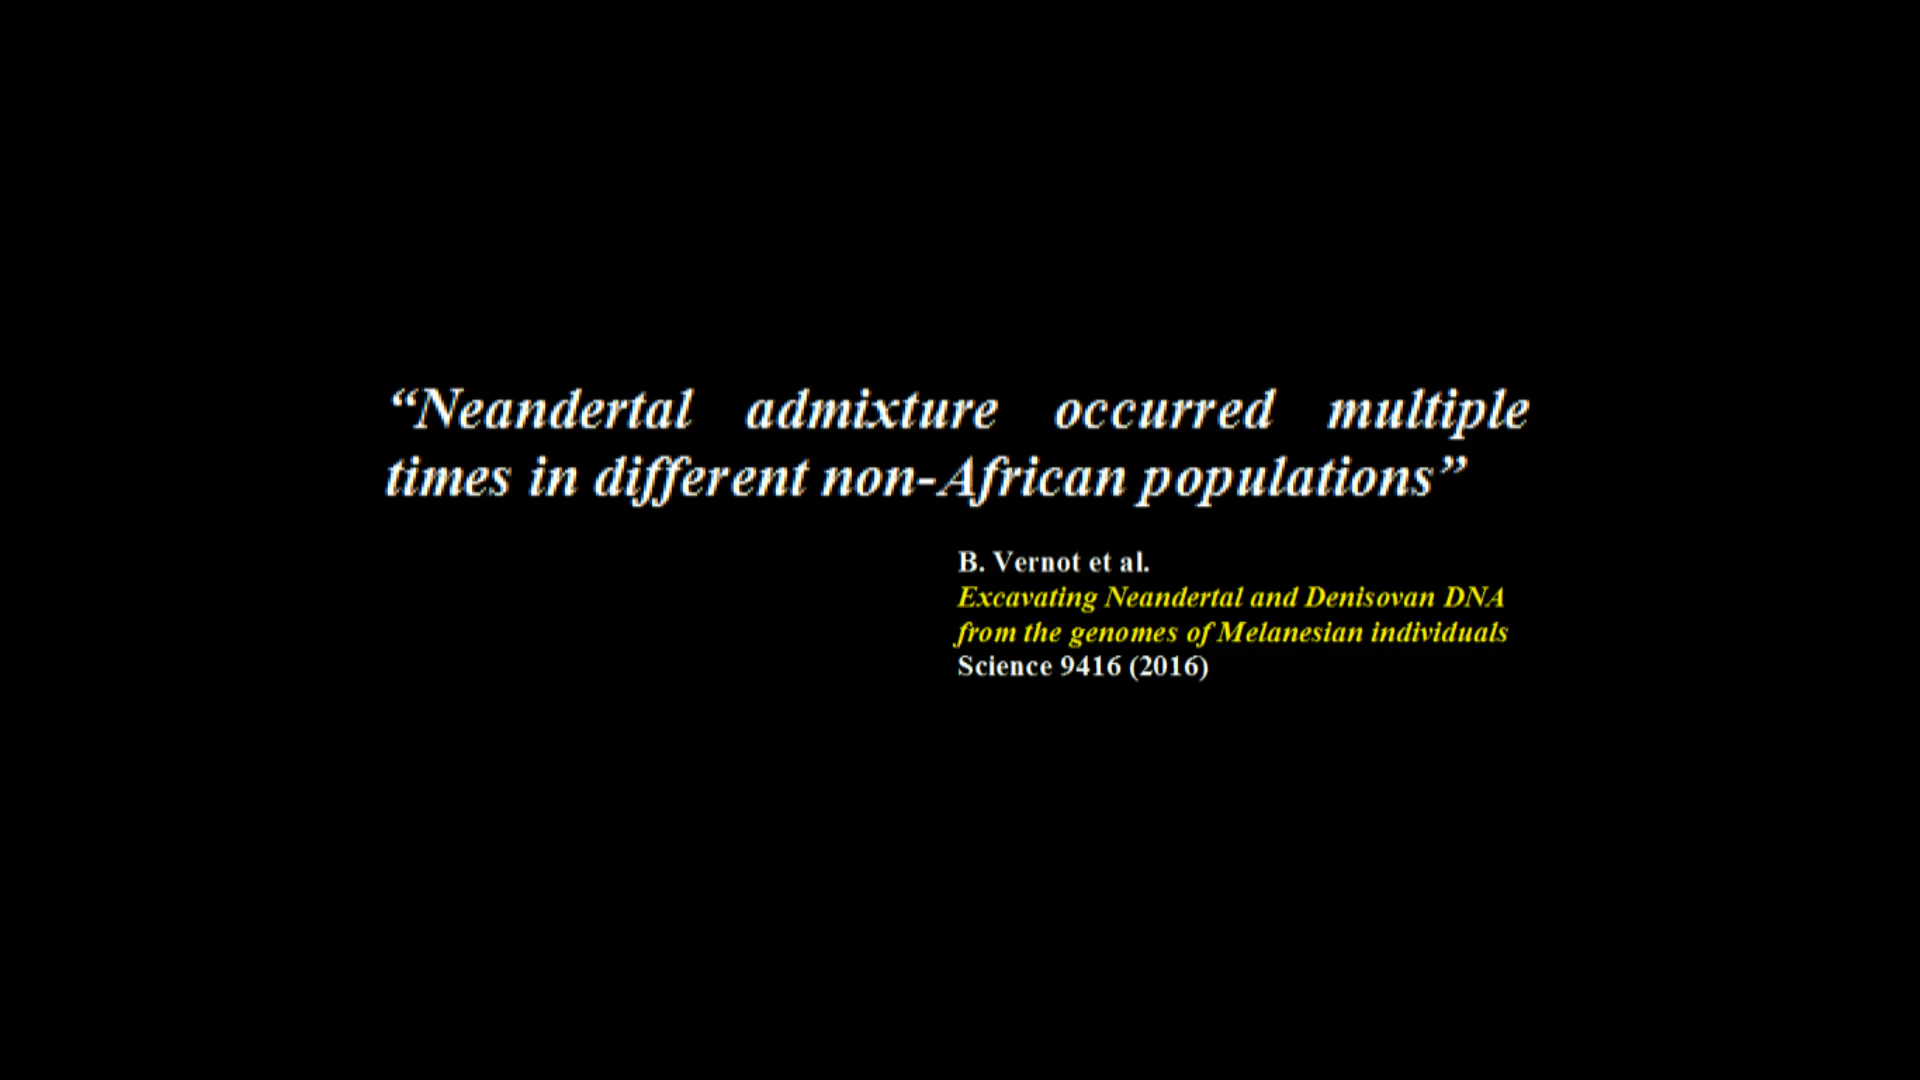 “Neandertal admixture occurred multiple
times in different non-African populations”
B. Vernot et al.
Excavating Neandertal and Denisovan DNA
from the genomes of Melanesian individuals
Science 9416 (2016)